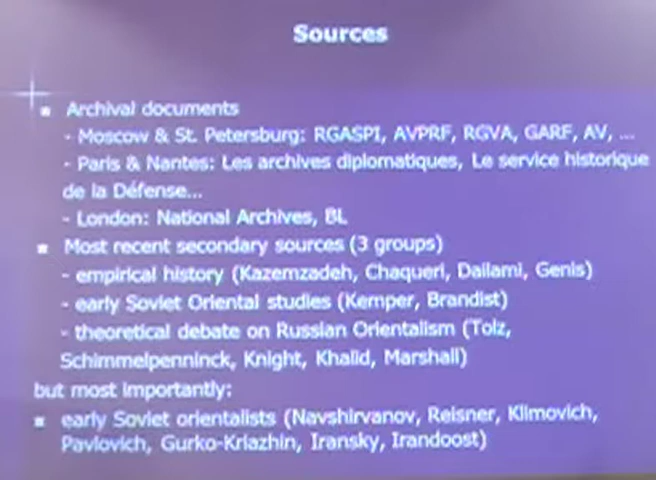 Sources
▪ Archival documents
- Moscow & St. Petersburg: RGASPI, AVPRF, RGVA, GARF, AV, ...
- Paris & Nantes: Les archives diplomatiques, Le service historique
de la Défense...
- London: National Archives, BL
▪ Most recent secondary sources (3 groups)
- empirical history (Kazemzadeh, Chaqueri, Dailami, Genis)
- early Soviet Oriental studies (Kemper, Brandist)
- theoretical debate on Russian Orientalism (Tolz,
Schimmelpenninck, Knight, Khalid, Marshall)
but most importantly:
▪ early Soviet orientalists (Navshirvanov, Reisner, Klimovich,
Pavlovich, Gurko-Kriazhin, Iransky, Irandoost)